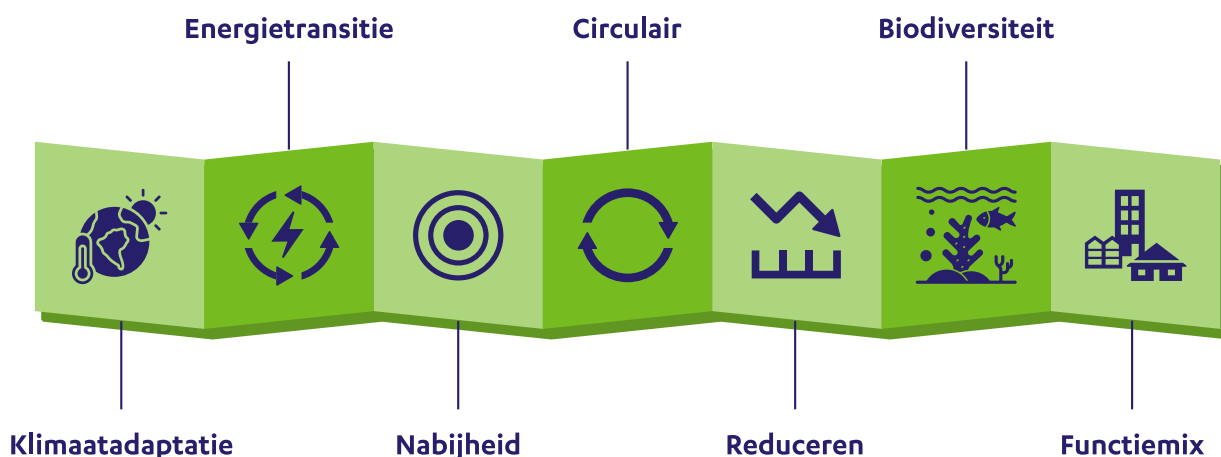 Energietransitie
Circulair
Biodiversiteit
Klimaatadaptatie
Nabijheid
Reduceren
Functiemix